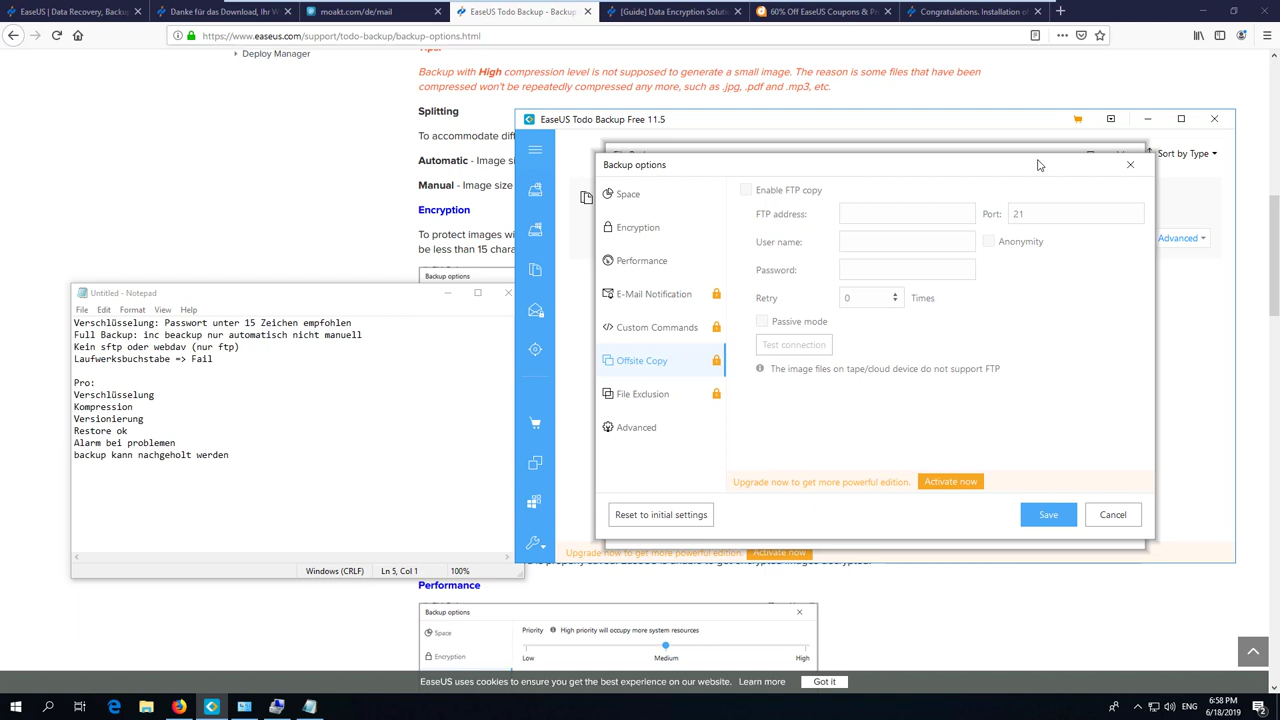 EaseUS | Data Recovery, Backup,
Danke für das Download, Ihr W
moakt.com/de/mail
EaseUS Todo Backup - Backup
[Guide] Data Encryption Soluti
60% Off EaseUS Coupons & Pr
Congratulations. Installation of
https://www.easeus.com/support/todo-backup/backup-options.html
Deploy Manager
Backup with High compression level is not supposed to generate a small image. The reason is some files that have been
compressed won't be repeatedly compressed any more, such as .jpg, .pdf and .mp3, etc.
Splitting
To accommodate diff
Automatic - Image si
Manual - Image size
Encryption
To protect images wi
be less than 15 chara
Backup options
EaseUS Todo Backup Free 11.5
Sort by Type
Advanced
Backup options
Space
Encryption
Performance
E-Mail Notification
Custom Commands
Offsite Copy
File Exclusion
Advanced
Enable FTP copy
FTP address:
Port: 21
User name:
Anonymity
Password:
Retry 0 Times
Passive mode
Test connection
The image files on tape/cloud device do not support FTP
Upgrade now to get more powerful edition. Activate now
Reset to initial settings
Save
Cancel
Upgrade now to get more powerful edition. Activate now
Untitled - Notepad
File Edit Format View Help
Verschlüsselung: Passwort unter 15 Zeichen empfohlen
Full Backup: inc beackup nur automatisch nicht manuell
Kein sftp oder webdav (nur ftp)
Laufwerksbuchstabe => Fail
Pro:
Verschlüsselung
Kompression
Versionierung
Restore ok
Alarm bei problemen
backup kann nachgeholt werden
Windows (CRLF) Ln 5, Col 1 100%
Performance
Backup options
Space
Encryption
Priority High priority will occupy more system resources
Low Medium High
EaseUS uses cookies to ensure you get the best experience on our website. Learn more Got it
6:58 PM
6/18/2019
2